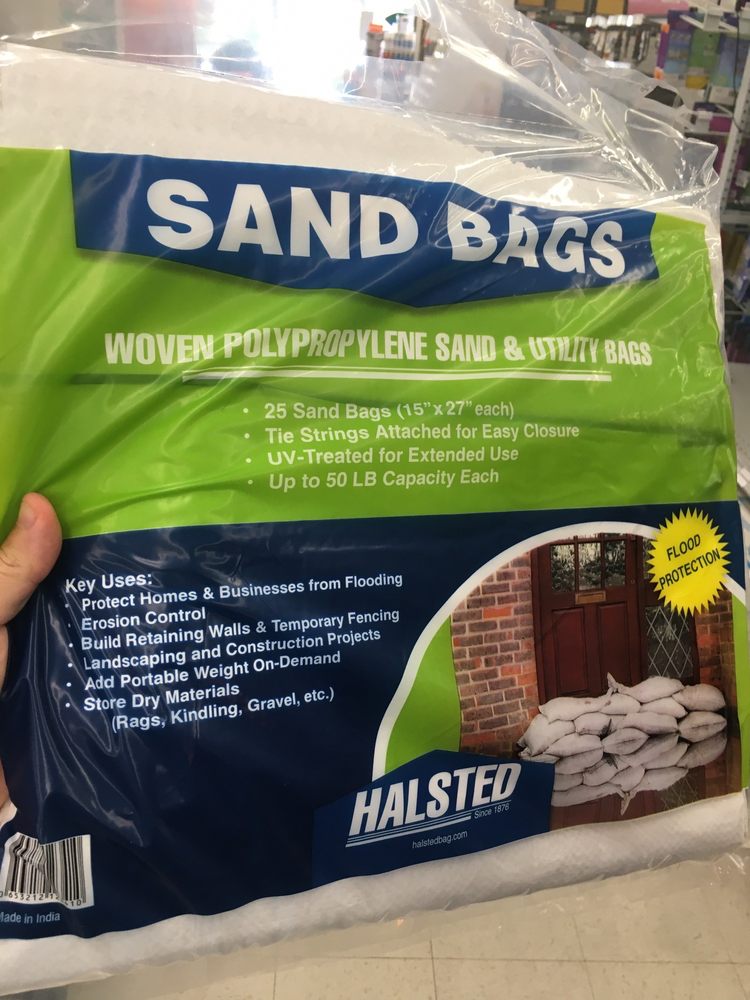 SAND BAGS
WOVEN POLYPROPYLENE SAND & UTILITY BAGS
• 25 Sand Bags (15" x 27" each)
• Tie Strings Attached for Easy Closure
• UV-Treated for Extended Use
• Up to 50 LB Capacity Each
Key Uses:
• Protect Homes & Businesses from Flooding
• Erosion Control
• Build Retaining Walls & Temporary Fencing
• Landscaping and Construction Projects
• Add Portable Weight On-Demand
• Store Dry Materials
(Rags, Kindling, Gravel, etc.)
FLOOD
PROTECTION
HALSTED
Since 1876
halstedbag.com
Made in India